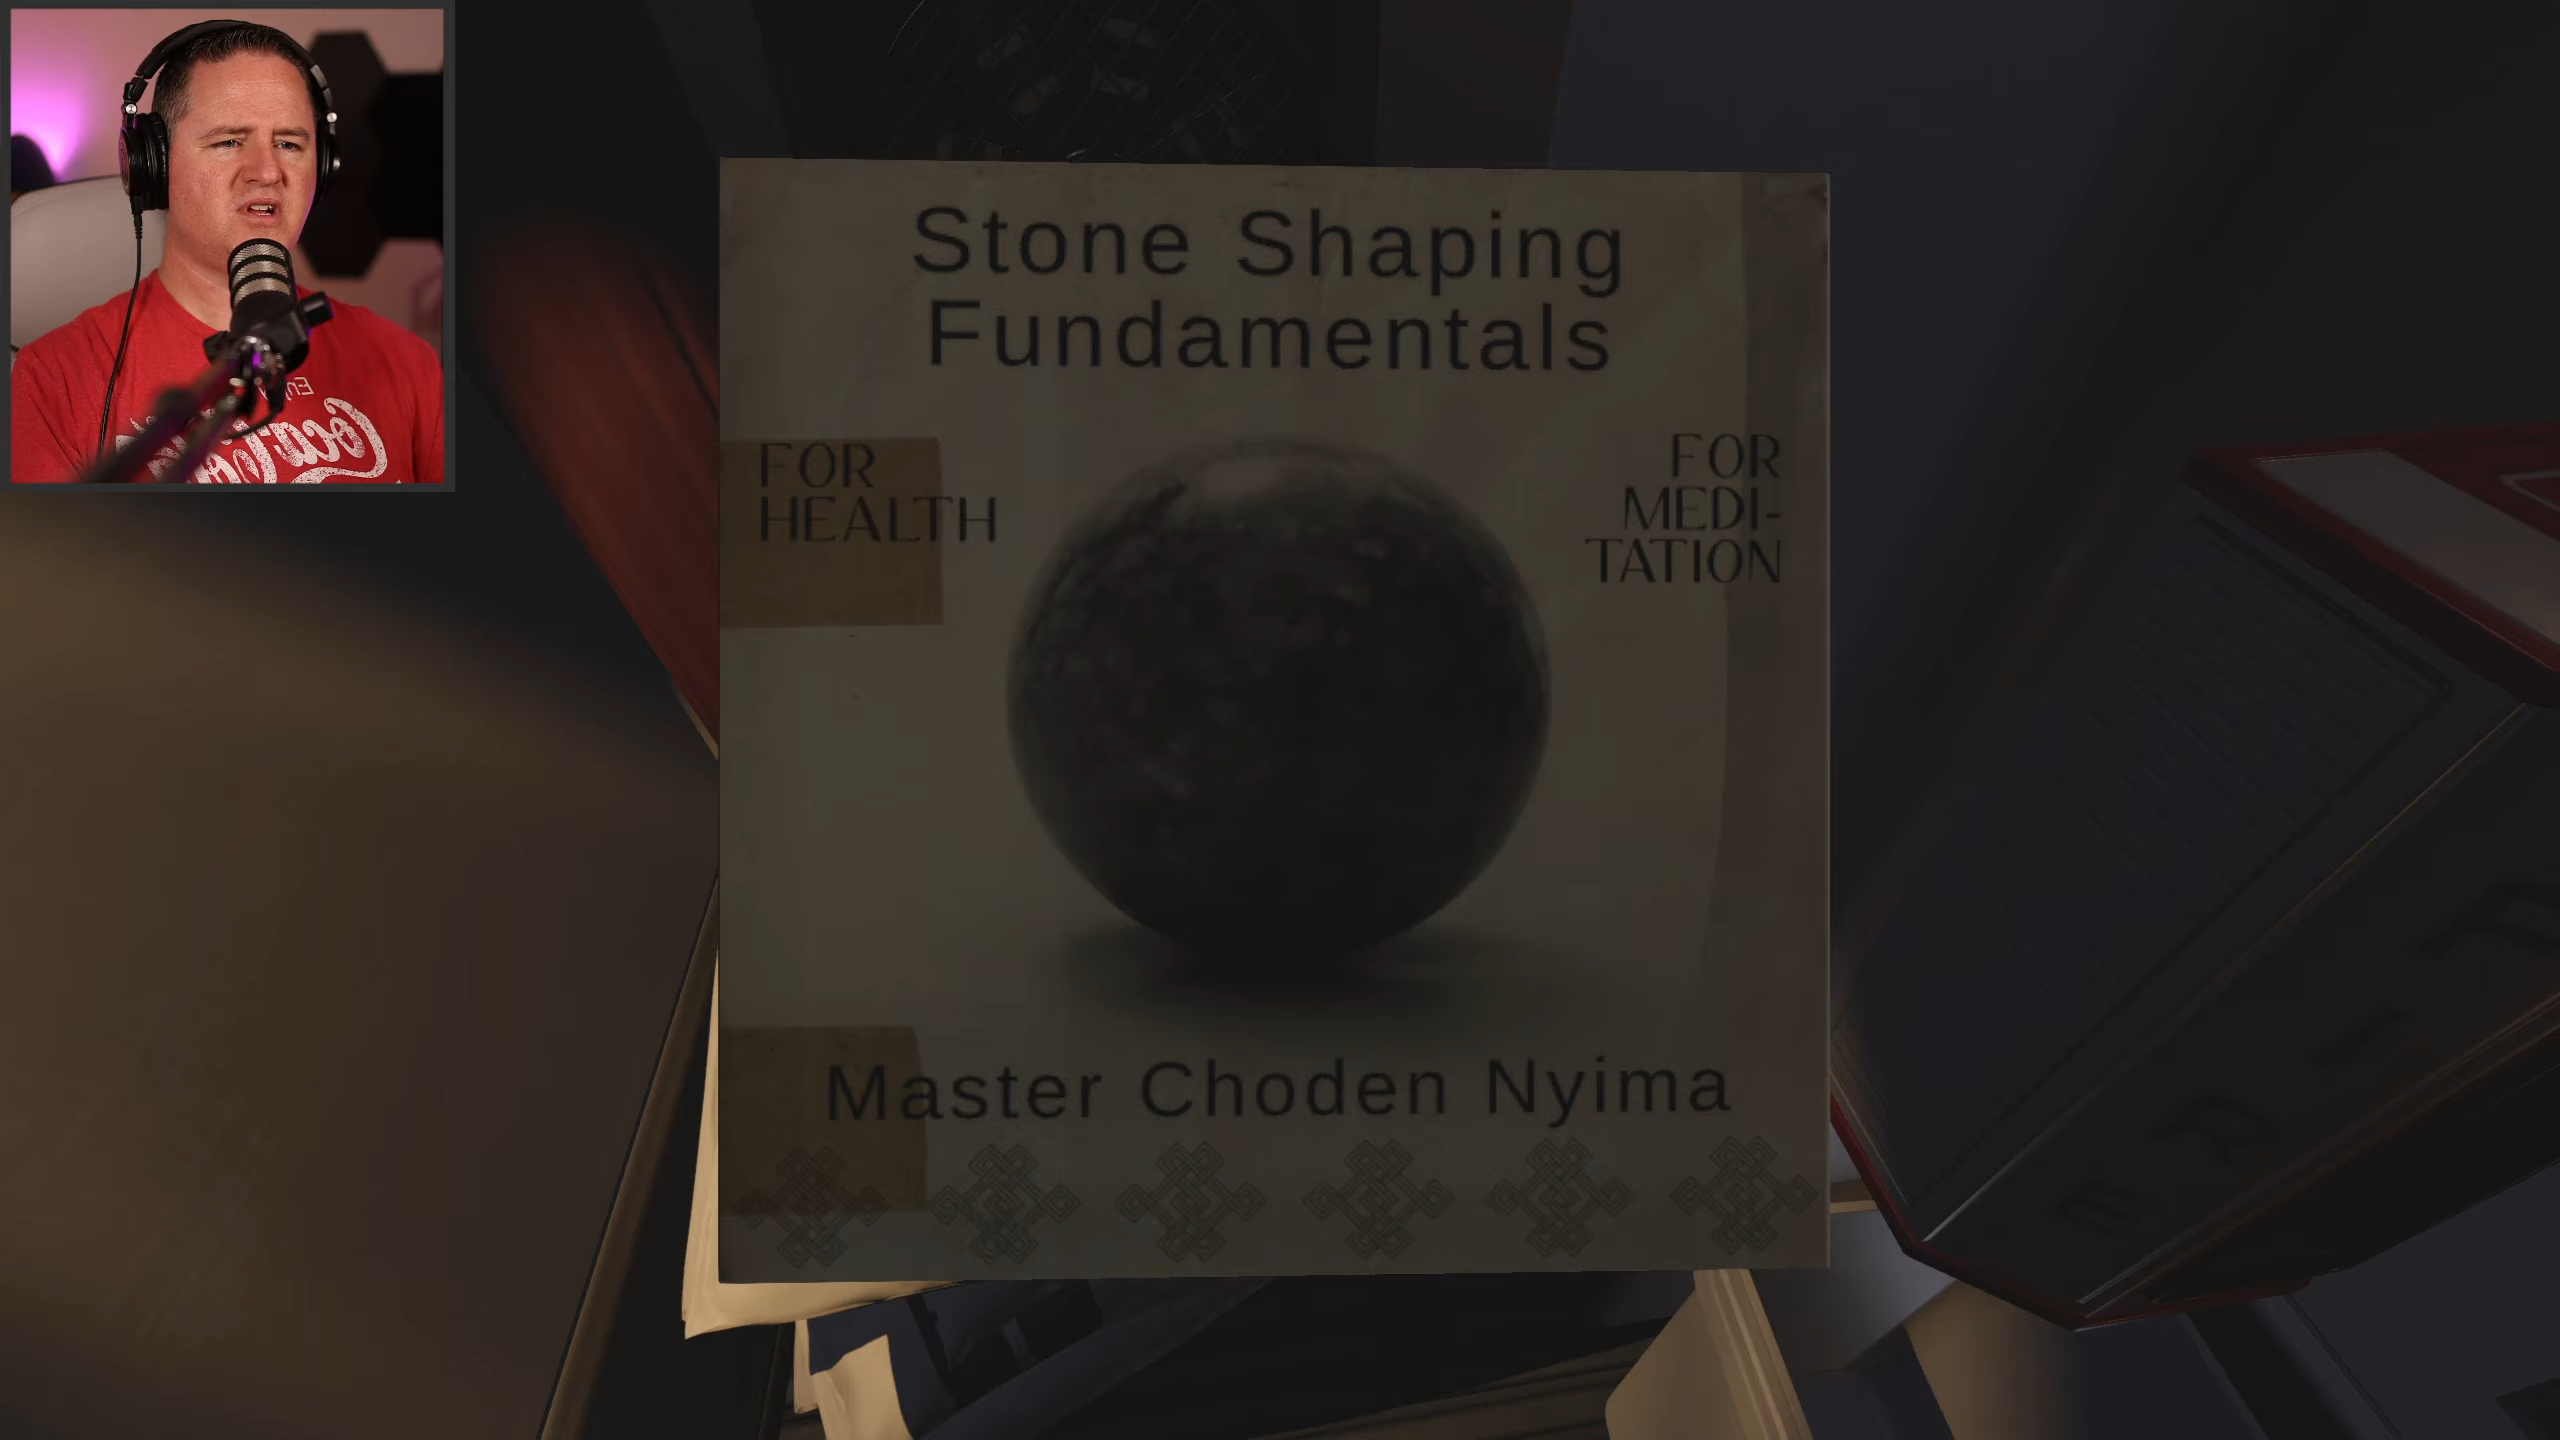 Stone Shaping
Fundamentals
FOR
HEALTH
FOR
MEDI-
TATION
Master Choden Nyima